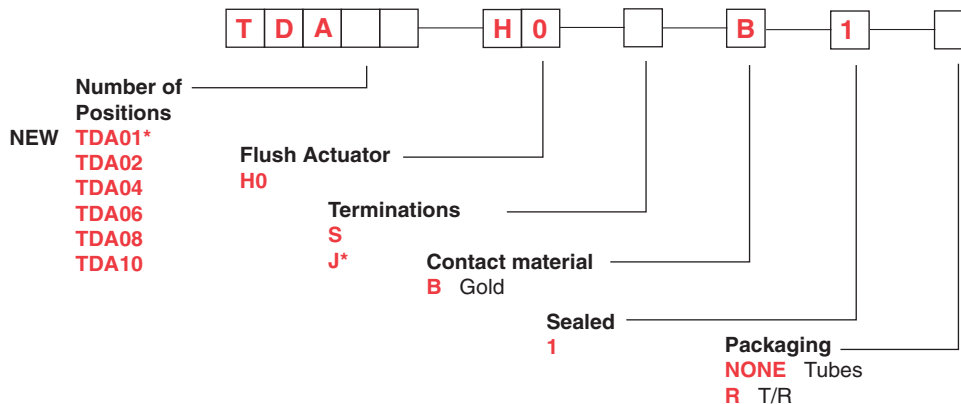 T D A H 0 B 1
Number of
Positions
NEW TDA01*
TDA02
TDA04
TDA06
TDA08
TDA10
Flush Actuator
H0
Terminations
S
J*
Contact material
B Gold
Sealed
1
Packaging
NONE Tubes
R T/R